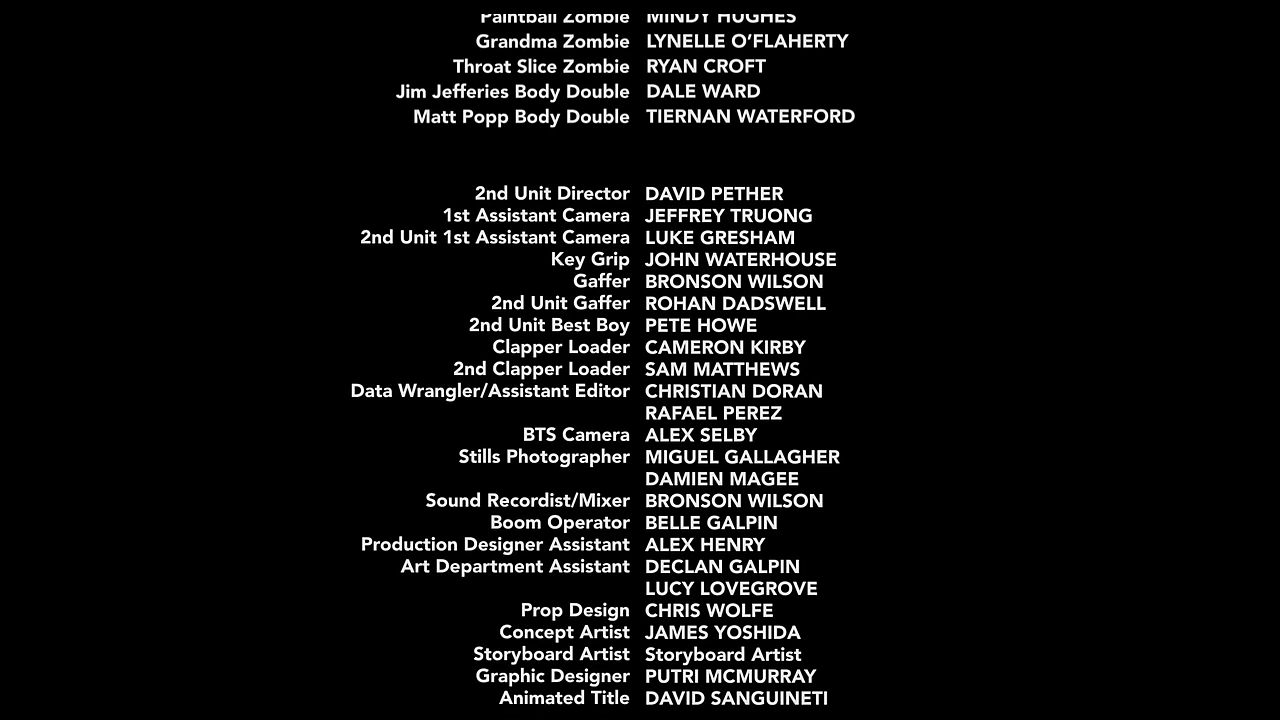 Paintball Zombie MINDY HUGHES
Grandma Zombie LYNELLE O’FLAHERTY
Throat Slice Zombie RYAN CROFT
Jim Jefferies Body Double DALE WARD
Matt Popp Body Double TIERNAN WATERFORD
2nd Unit Director DAVID PETHER
1st Assistant Camera JEFFREY TRUONG
2nd Unit 1st Assistant Camera LUKE GRESHAM
Key Grip JOHN WATERHOUSE
Gaffer BRONSON WILSON
2nd Unit Gaffer ROHAN DADSWELL
2nd Unit Best Boy PETE HOWE
Clapper Loader CAMERON KIRBY
2nd Clapper Loader SAM MATTHEWS
Data Wrangler/Assistant Editor CHRISTIAN DORAN
RAFAEL PEREZ
BTS Camera ALEX SELBY
Stills Photographer MIGUEL GALLAGHER
DAMIEN MAGEE
Sound Recordist/Mixer BRONSON WILSON
Boom Operator BELLE GALPIN
Production Designer Assistant ALEX HENRY
Art Department Assistant DECLAN GALPIN
LUCY LOVEGROVE
Prop Design CHRIS WOLFE
Concept Artist JAMES YOSHIDA
Storyboard Artist Storyboard Artist
Graphic Designer PUTRI MCMURRAY
Animated Title DAVID SANGUINETI